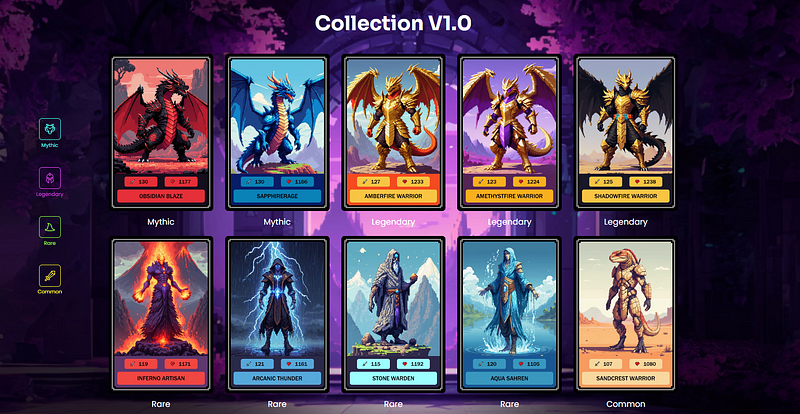 Collection V1.0
Mythic
Legendary
Rare
Common
130 1177
OBSIDIAN BLAZE
Mythic
130 1166
SAPPHIRERAGE
Mythic
127 1233
AMBERFIRE WARRIOR
Legendary
123 1224
AMETHYSTFIRE WARRIOR
Legendary
125 1238
SHADOWFIRE WARRIOR
Legendary
119 1171
INFERNO ARTISAN
Rare
121 1161
ARCANIC THUNDER
Rare
115 1192
STONE WARDEN
Rare
120 1105
AQUA SAHREN
Rare
107 1080
SANDCREST WARRIOR
Common